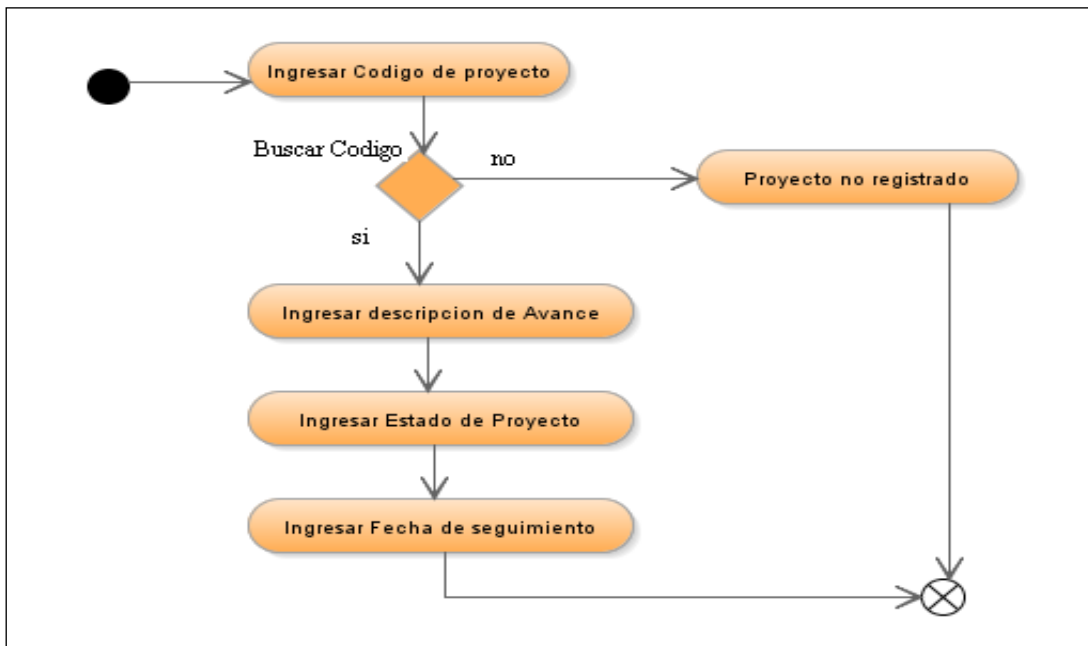 Ingresar Codigo de proyecto
Buscar Codigo
no
Proyecto no registrado
si
Ingresar descripcion de Avance
Ingresar Estado de Proyecto
Ingresar Fecha de seguimiento